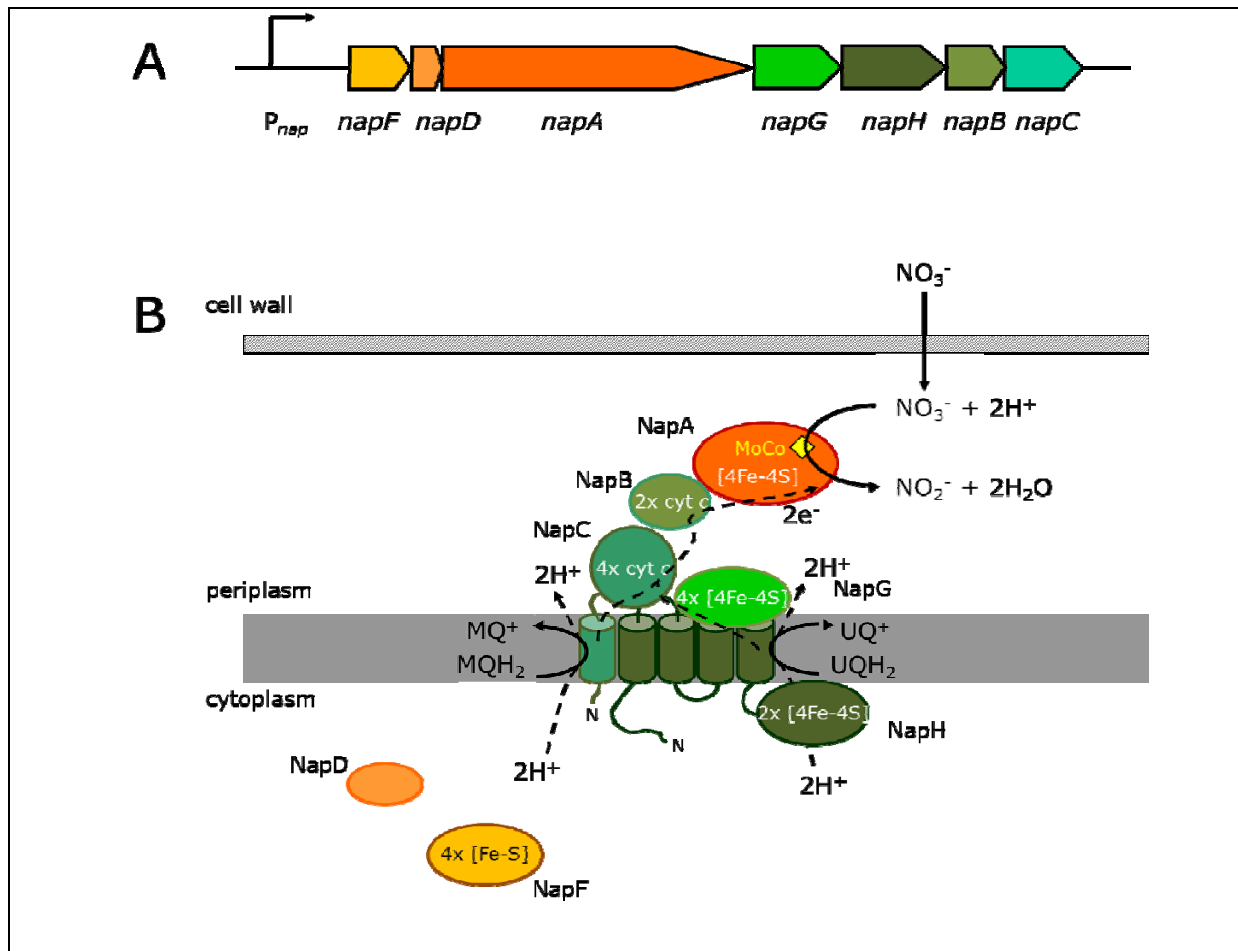 A
Pnap napF napD napA napG napH napB napC
B
cell wall
NO3-
NO3- + 2H+
NapA
MoCo
[4Fe-4S]
NapB
2x cyt c
2e-
NO2- + 2H2O
NapC
4x cyt c
2H+
2H+
NapG
4x [4Fe-4S]
periplasm
MQ+
UQ+
MQH2
UQH2
cytoplasm
N
N
2x [4Fe-4S]
NapH
NapD
2H+
2H+
4x [Fe-S]
NapF